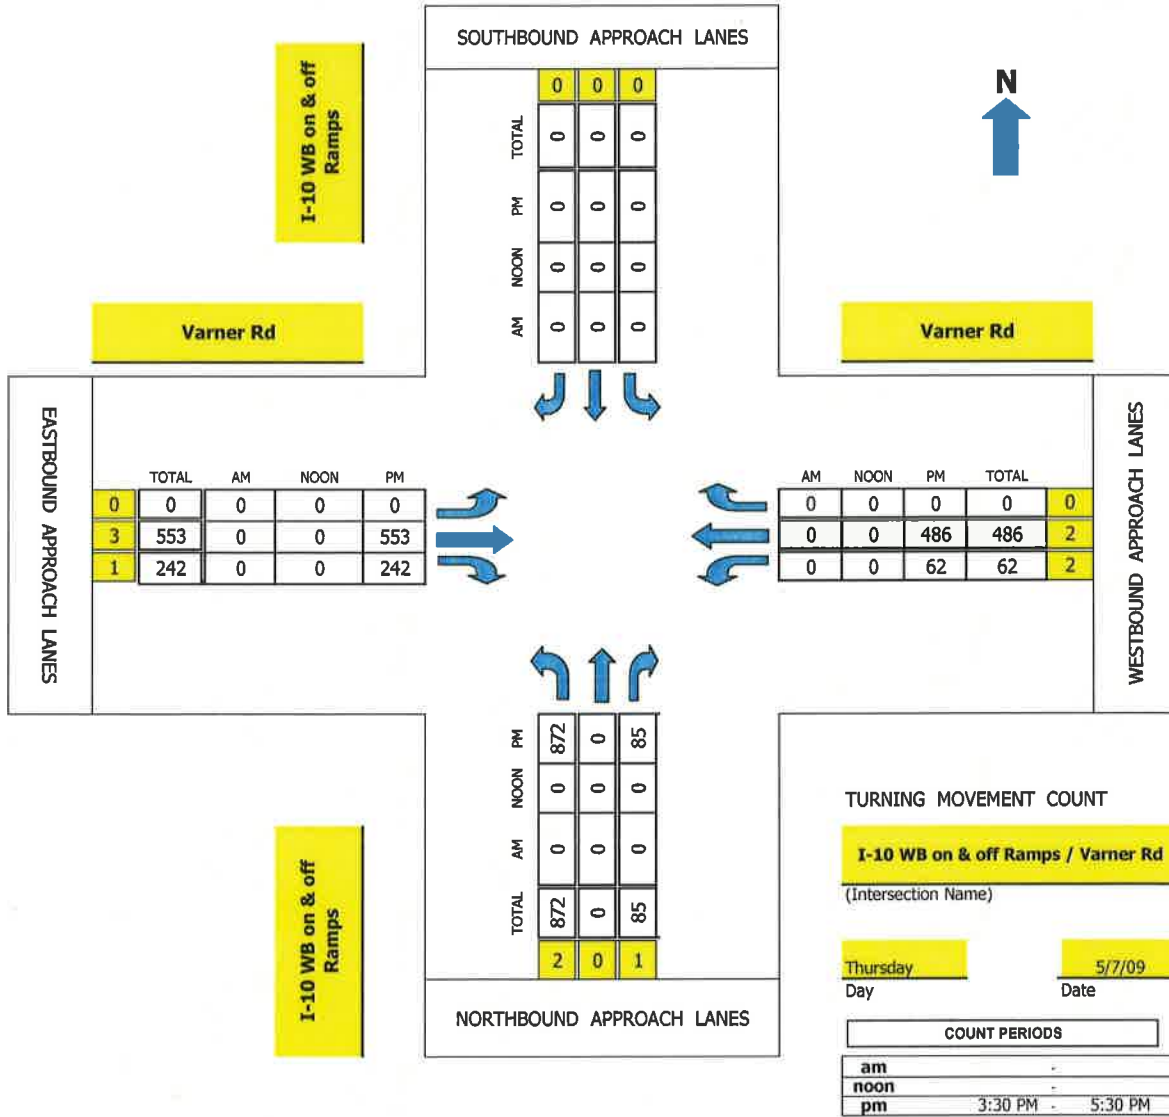 SOUTHBOUND APPROACH LANES
I-10 WB on & off
Ramps
N
0 0 0
TOTAL 0 0 0
PM 0 0 0
NOON 0 0 0
AM 0 0 0
Varner Rd
Varner Rd
EASTBOUND APPROACH LANES
TOTAL AM NOON PM
0 0 0 0 0
3 553 0 0 553
1 242 0 0 242
AM NOON PM TOTAL
0 0 0 0 0
0 0 486 486 2
0 0 62 62 2
WESTBOUND APPROACH LANES
PM 872 0 85
NOON 0 0 0
AM 0 0 0
TOTAL 872 0 85
2 0 1
NORTHBOUND APPROACH LANES
I-10 WB on & off
Ramps
TURNING MOVEMENT COUNT
I-10 WB on & off Ramps / Varner Rd
(Intersection Name)
Thursday 5/7/09
Day Date
COUNT PERIODS
am -
noon -
pm 3:30 PM - 5:30 PM